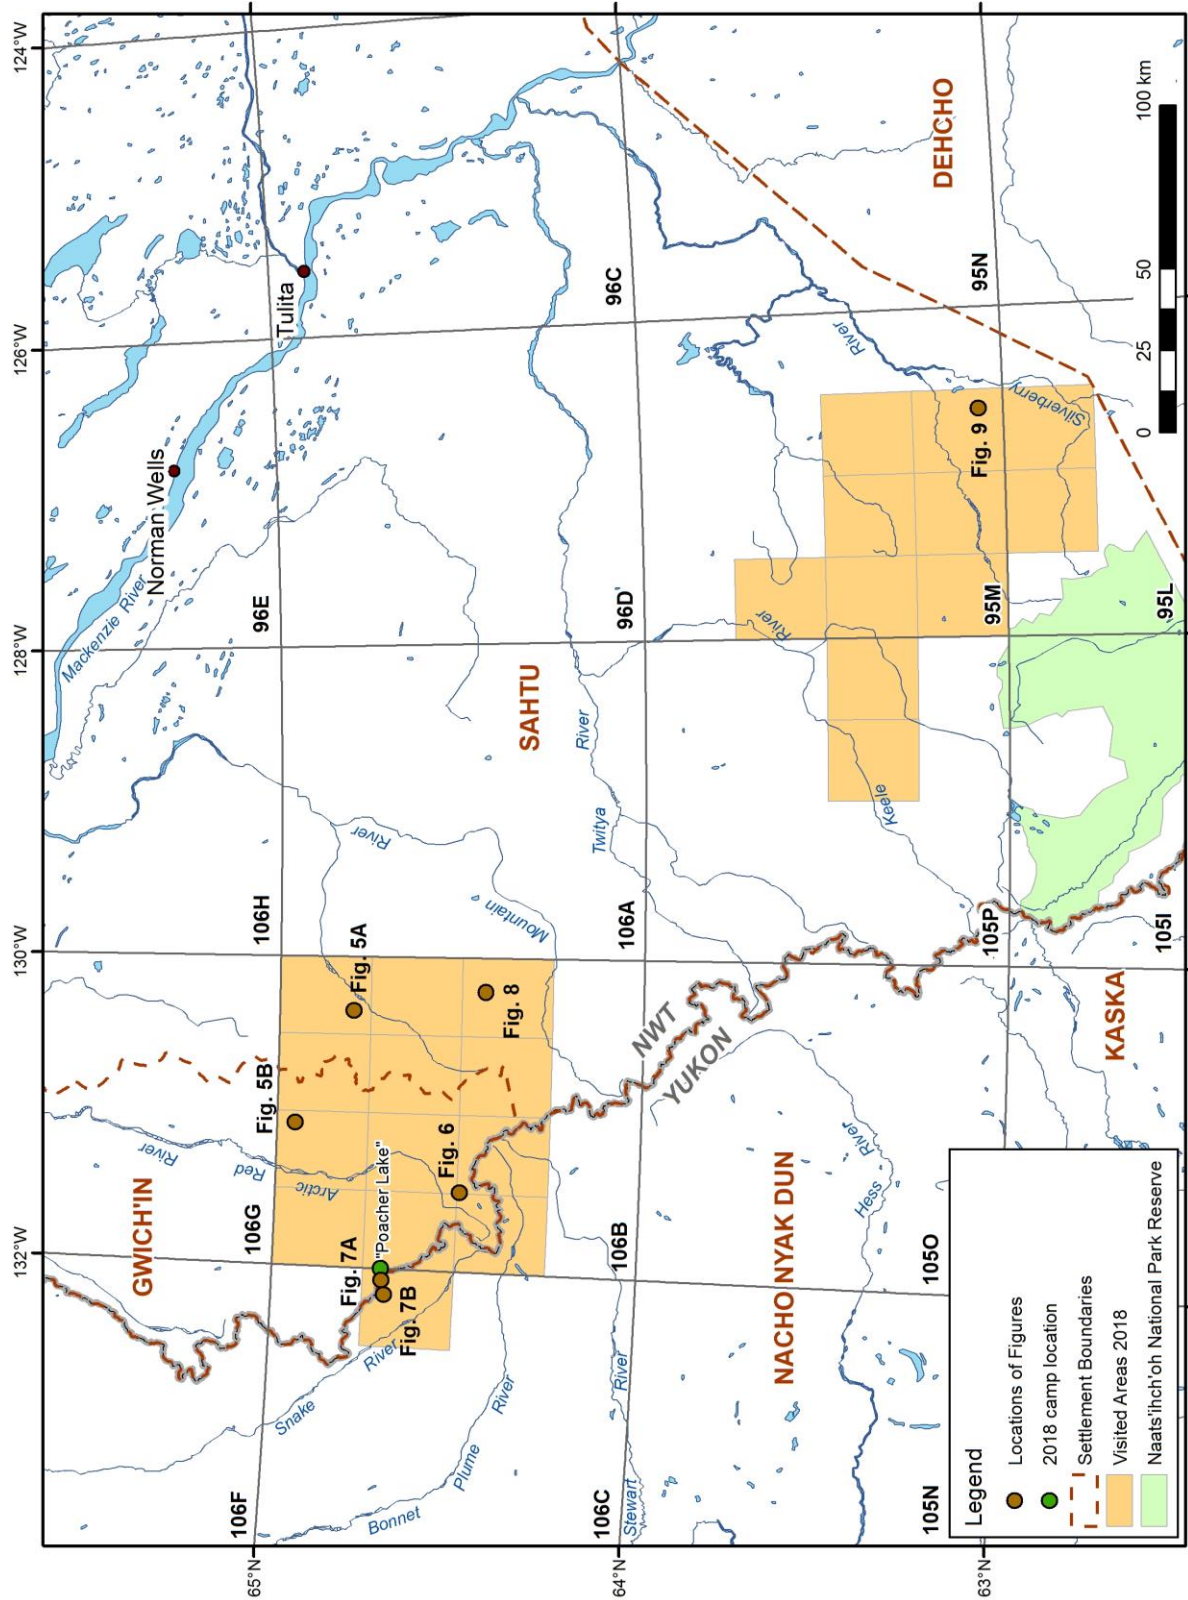 132°W
130°W
128°W
126°W
124°W
65°N
64°N
63°N
106F
106G
106H
96E
106C
106B
106A
96D
96C
105N
105O
105P
95M
95N
105I
95L
GWICH'IN
SAHTU
DEHCHO
NACHO NYAK DUN
KASKA
NWT
YUKON
Norman Wells
Tulita
Mackenzie River
River
Mountain
River
Arctic
Red
River
Snake
River
Bonnet
Plume
River
Stewart
River
Hess
River
Twitya
River
Keele
River
River
Silverberry
Fig. 5A
Fig. 5B
Fig. 6
Fig. 7A
Fig. 7B
Fig. 8
Fig. 9
"Poacher Lake"
Legend
Locations of Figures
2018 camp location
Settlement Boundaries
Visited Areas 2018
Naats'ihch'oh National Park Reserve
0
25
50
100 km